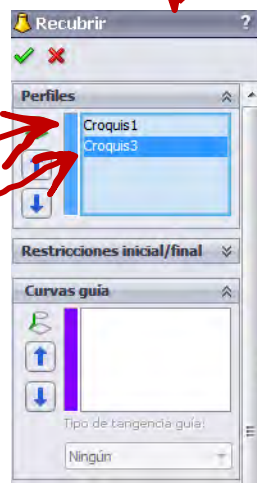 Recubrir ?
Perfiles
Croquis1
Croquis3
Restricciones inicial/final
Curvas guía
Tipo de tangencia guía:
Ningún